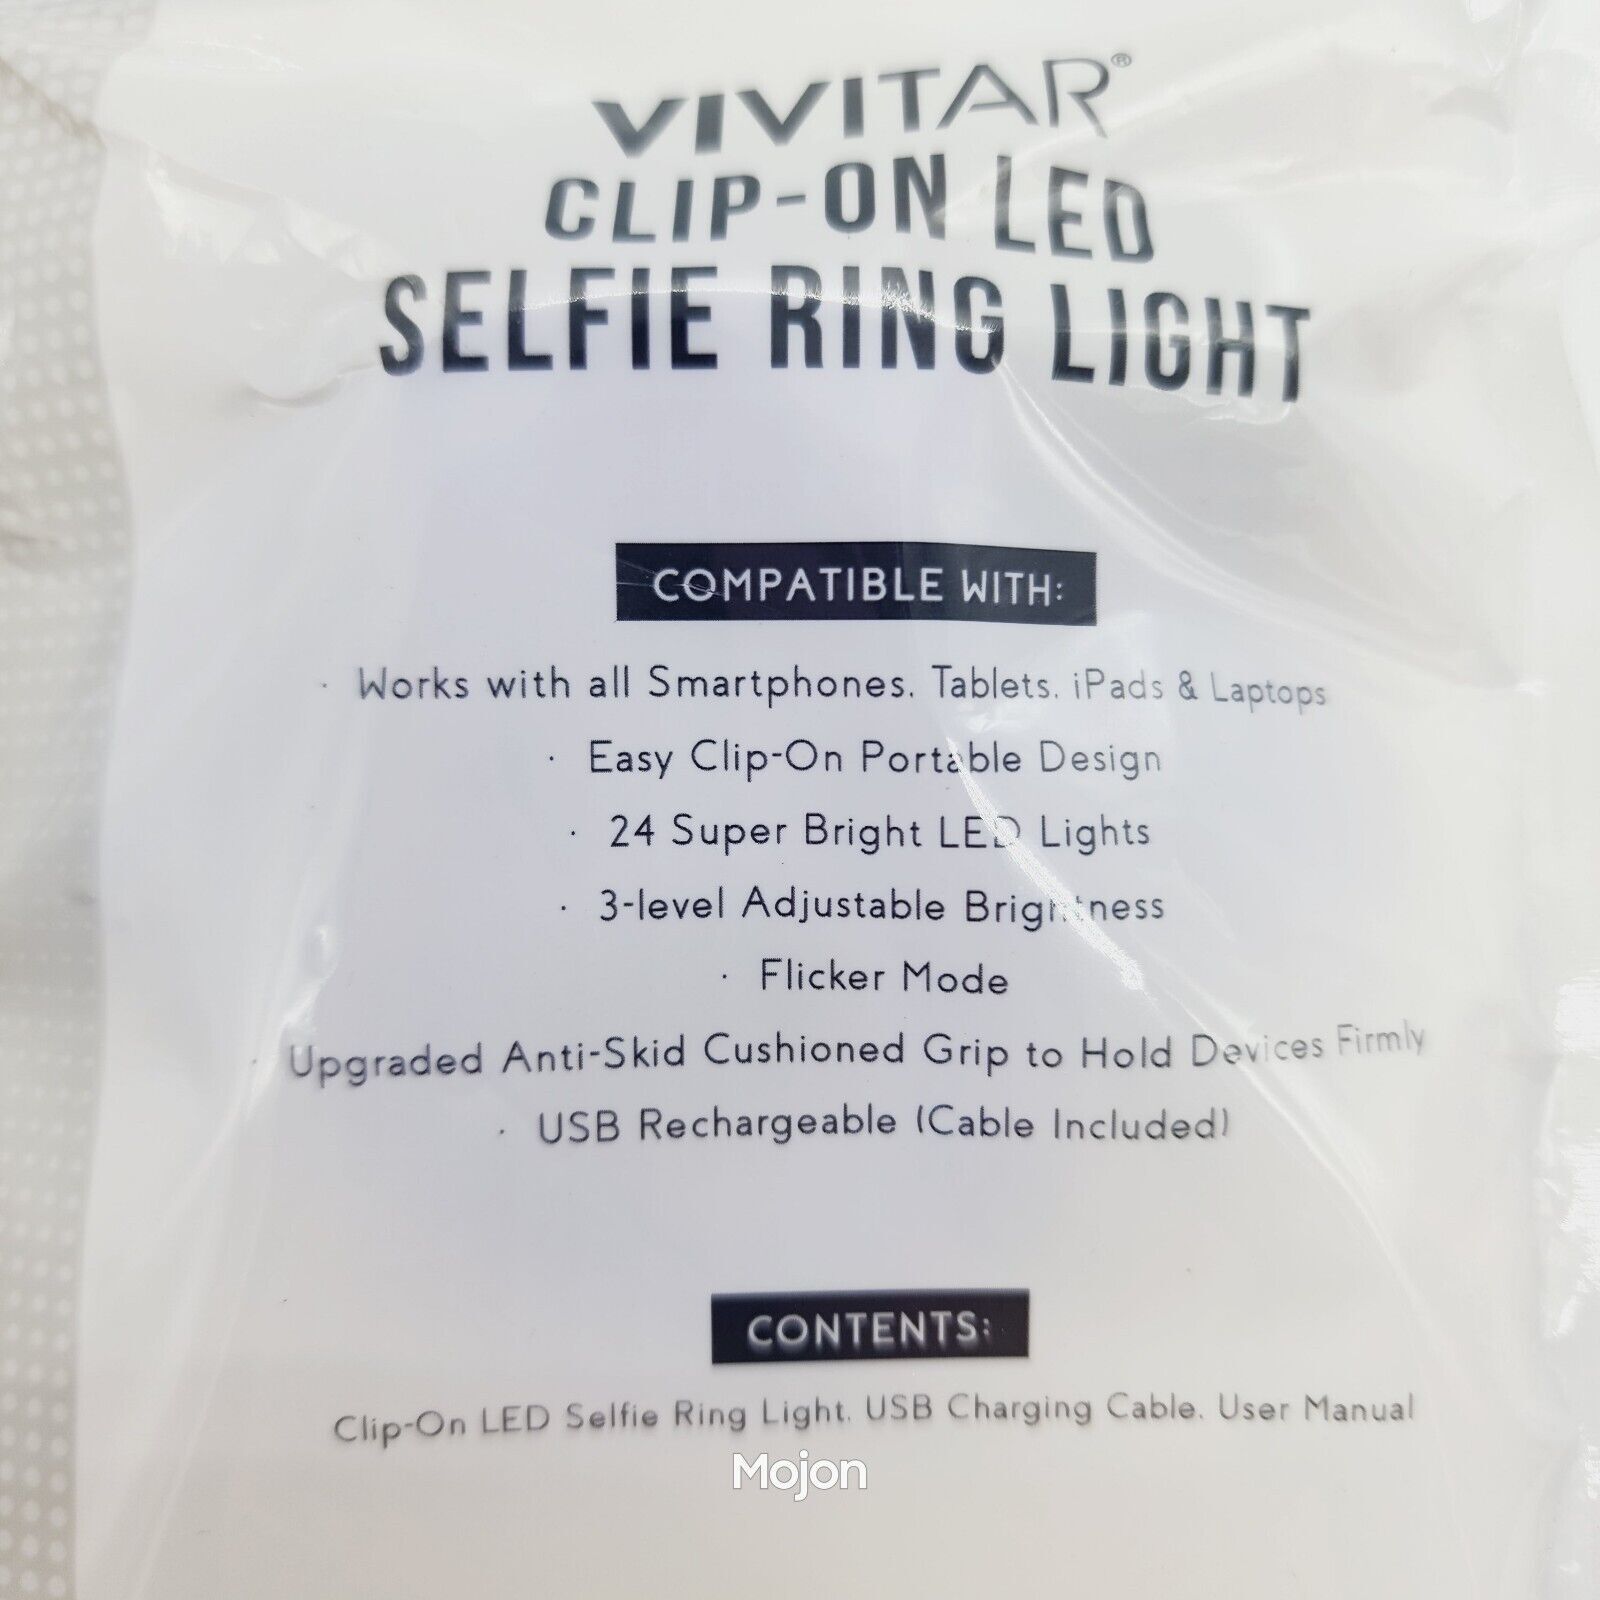 VIVITAR®
CLIP-ON LED
SELFIE RING LIGHT
COMPATIBLE WITH:
· Works with all Smartphones, Tablets, iPads & Laptops
· Easy Clip-On Portable Design
· 24 Super Bright LED Lights
· 3-level Adjustable Brightness
· Flicker Mode
· Upgraded Anti-Skid Cushioned Grip to Hold Devices Firmly
· USB Rechargeable (Cable Included)
CONTENTS:
Clip-On LED Selfie Ring Light, USB Charging Cable, User Manual
Mojon